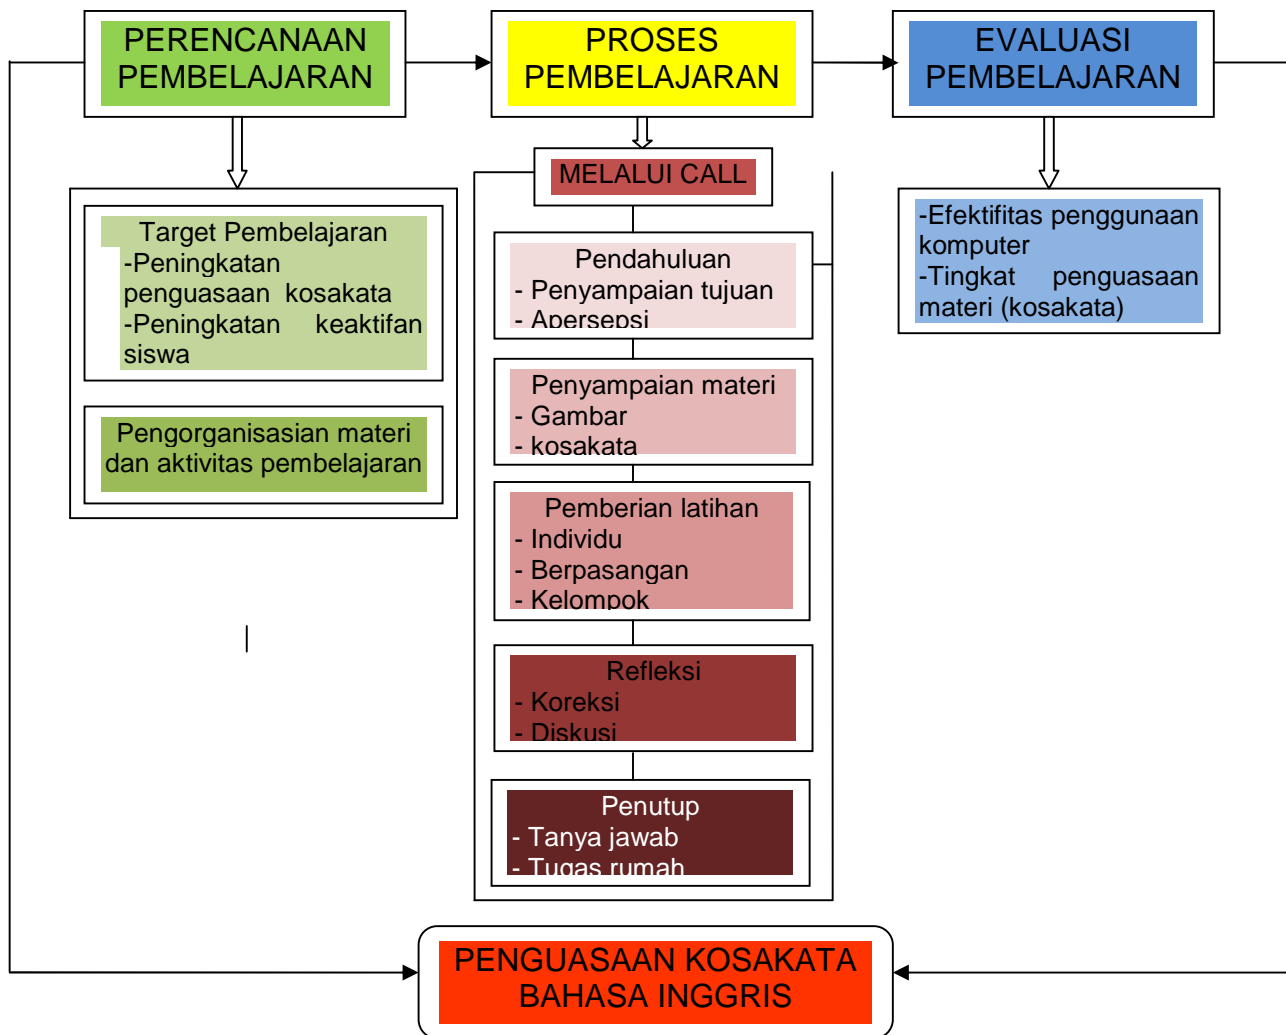 PERENCANAAN
PEMBELAJARAN
PROSES
PEMBELAJARAN
EVALUASI
PEMBELAJARAN
Target Pembelajaran
-Peningkatan
penguasaan kosakata
-Peningkatan keaktifan
siswa
Pengorganisasian materi
dan aktivitas pembelajaran
MELALUI CALL
Pendahuluan
- Penyampaian tujuan
- Apersepsi
Penyampaian materi
- Gambar
- kosakata
Pemberian latihan
- Individu
- Berpasangan
- Kelompok
Refleksi
- Koreksi
- Diskusi
Penutup
- Tanya jawab
- Tugas rumah
-Efektifitas penggunaan
komputer
-Tingkat penguasaan
materi (kosakata)
PENGUASAAN KOSAKATA
BAHASA INGGRIS